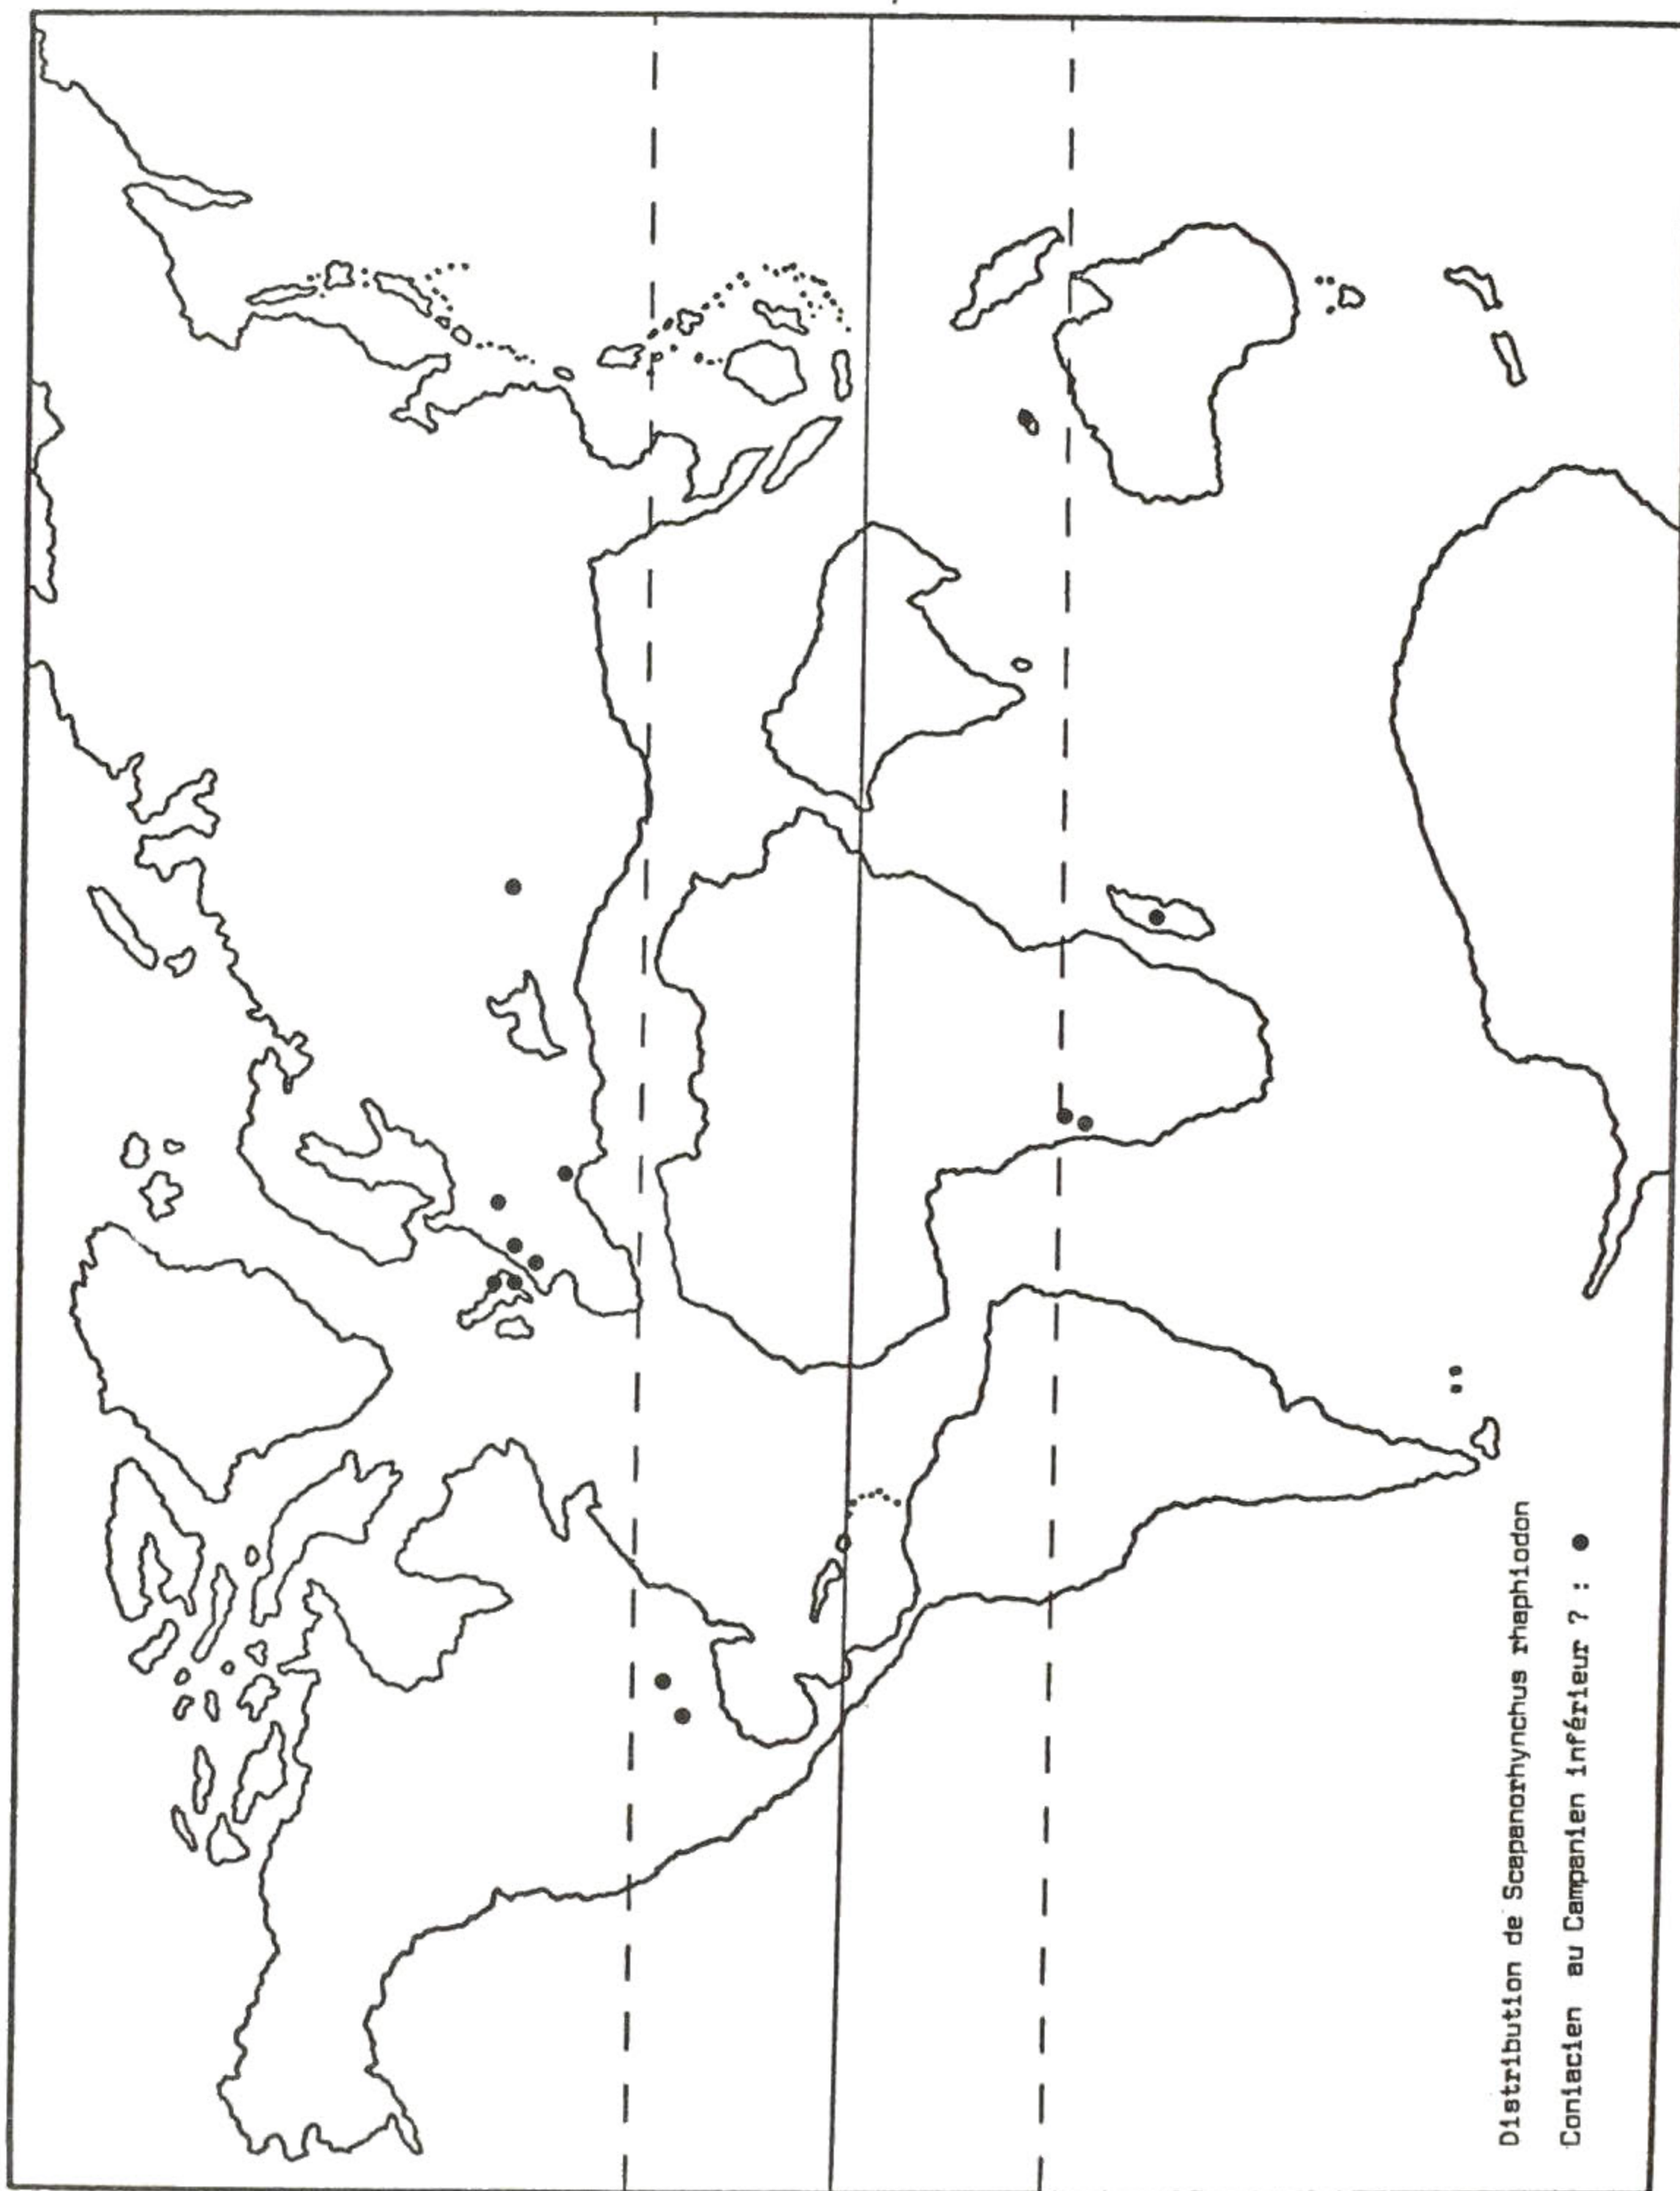 Distribution de Scapanorhynchus rhaphiodon
Coniacien au Campanien inférieur ? : ●